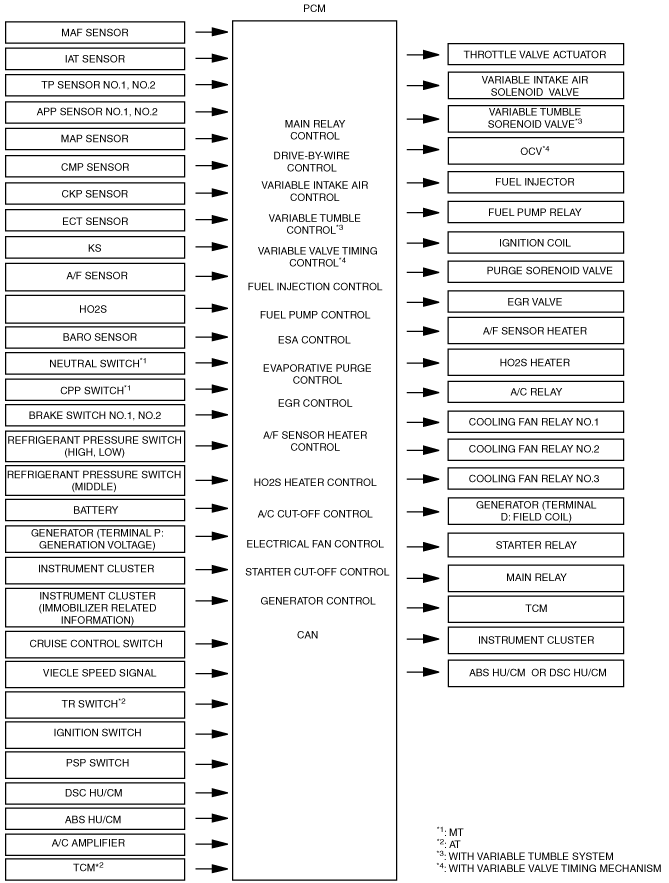 PCM
MAF SENSOR
IAT SENSOR
TP SENSOR NO.1, NO.2
APP SENSOR NO.1, NO.2
MAP SENSOR
CMP SENSOR
CKP SENSOR
ECT SENSOR
KS
A/F SENSOR
HO2S
BARO SENSOR
NEUTRAL SWITCH*1
CPP SWITCH*1
BRAKE SWITCH NO.1, NO.2
REFRIGERANT PRESSURE SWITCH
(HIGH, LOW)
REFRIGERANT PRESSURE SWITCH
(MIDDLE)
BATTERY
GENERATOR (TERMINAL P:
GENERATION VOLTAGE)
INSTRUMENT CLUSTER
INSTRUMENT CLUSTER
(IMMOBILIZER RELATED
INFORMATION)
CRUISE CONTROL SWITCH
VIECLE SPEED SIGNAL
TR SWITCH*2
IGNITION SWITCH
PSP SWITCH
DSC HU/CM
ABS HU/CM
A/C AMPLIFIER
TCM*2
MAIN RELAY
CONTROL
DRIVE-BY-WIRE
CONTROL
VARIABLE INTAKE AIR
CONTROL
VARIABLE TUMBLE
CONTROL*3
VARIABLE VALVE TIMING
CONTROL*4
FUEL INJECTION CONTROL
FUEL PUMP CONTROL
ESA CONTROL
EVAPORATIVE PURGE
CONTROL
EGR CONTROL
A/F SENSOR HEATER
CONTROL
HO2S HEATER CONTROL
A/C CUT-OFF CONTROL
ELECTRICAL FAN CONTROL
STARTER CUT-OFF CONTROL
GENERATOR CONTROL
CAN
THROTTLE VALVE ACTUATOR
VARIABLE INTAKE AIR
SOLENOID VALVE
VARIABLE TUMBLE
SORENOID VALVE*3
OCV*4
FUEL INJECTOR
FUEL PUMP RELAY
IGNITION COIL
PURGE SORENOID VALVE
EGR VALVE
A/F SENSOR HEATER
HO2S HEATER
A/C RELAY
COOLING FAN RELAY NO.1
COOLING FAN RELAY NO.2
COOLING FAN RELAY NO.3
GENERATOR (TERMINAL
D: FIELD COIL)
STARTER RELAY
MAIN RELAY
TCM
INSTRUMENT CLUSTER
ABS HU/CM OR DSC HU/CM
*1: MT
*2: AT
*3: WITH VARIABLE TUMBLE SYSTEM
*4: WITH VARIABLE VALVE TIMING MECHANISM